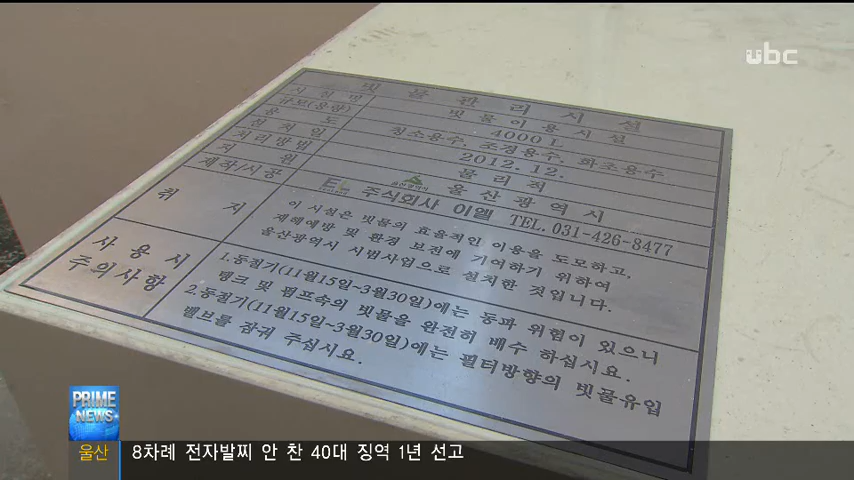 ubc
빗물관리시설
시설명 빗물이용시설
규모(용량) 4000L
용도 청소용수, 조경용수, 화초용수
설치일 2012. 12.
처리방법 물리적
지원 울산광역시
제작/시공 EL 주식회사 이엘 TEL. 031-426-8477
취지 이 시설은 빗물의 효율적인 이용을 도모하고,
재해예방 및 환경 보전에 기여하기 위하여
울산광역시 시범사업으로 설치한 것입니다.
사용시
주의사항
1.동절기(11월15일~3월30일)에는 동파 위험이 있으니
탱크 및 펌프속의 빗물을 완전히 배수 하십시요.
2.동절기(11월15일~3월30일)에는 필터방향의 빗물유입
밸브를 잠궈 주십시요.
PRIME
NEWS
울산 8차례 전자발찌 안 찬 40대 징역 1년 선고